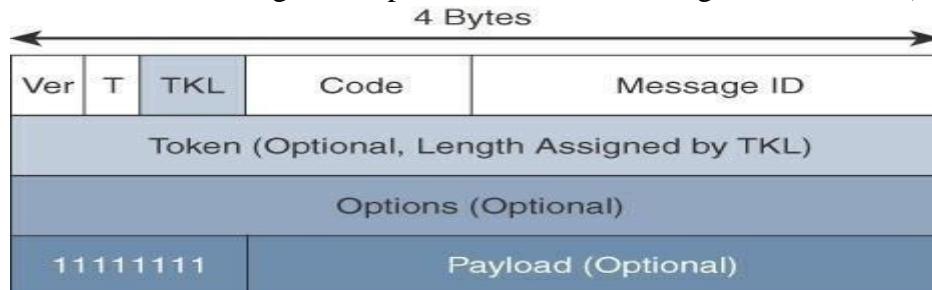 4 Bytes
Ver T TKL Code Message ID
Token (Optional, Length Assigned by TKL)
Options (Optional)
11111111 Payload (Optional)